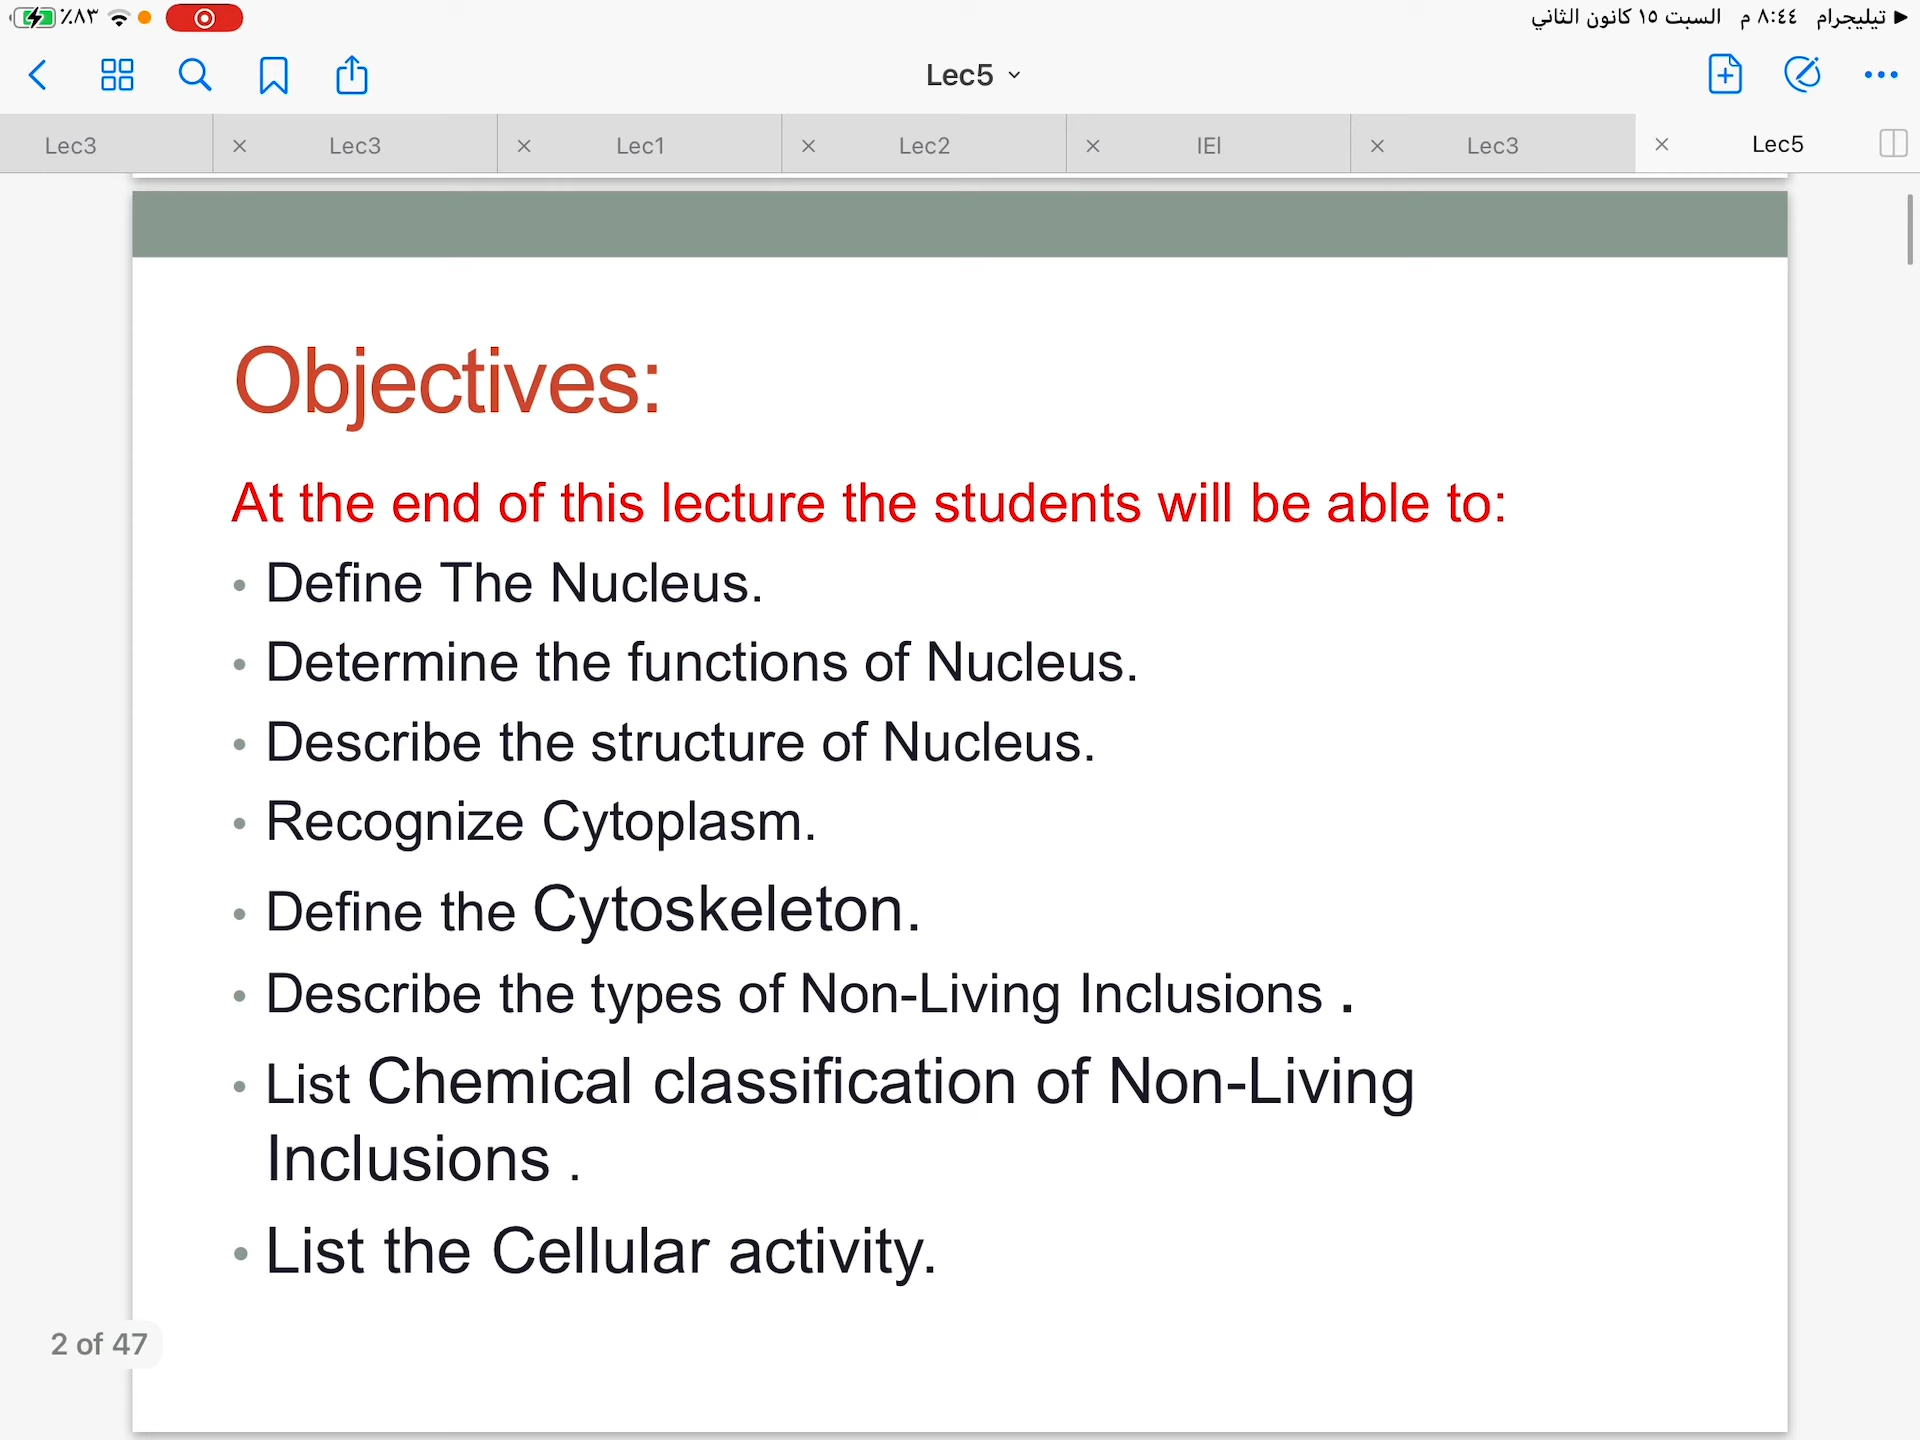 ٪٨٣
▶ تيليجرام ٨:٤٤ م السبت ١٥ كانون الثاني
Lec5
Lec3 Lec3 Lec1 Lec2 IEI Lec3 Lec5
Objectives:
At the end of this lecture the students will be able to:
• Define The Nucleus.
• Determine the functions of Nucleus.
• Describe the structure of Nucleus.
• Recognize Cytoplasm.
• Define the Cytoskeleton.
• Describe the types of Non-Living Inclusions .
• List Chemical classification of Non-Living
Inclusions .
• List the Cellular activity.
2 of 47